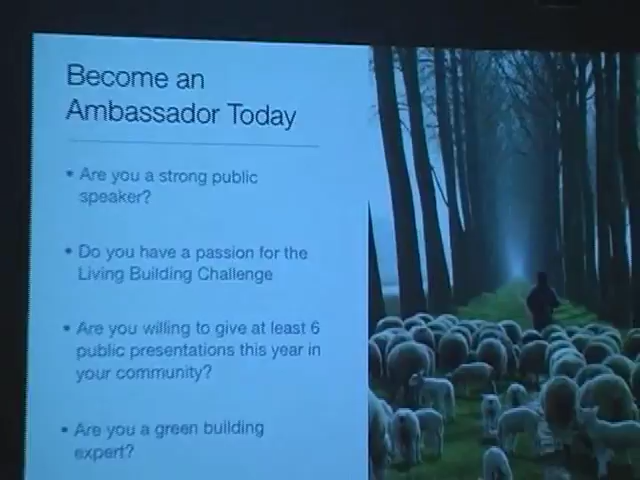 Become an
Ambassador Today
• Are you a strong public
speaker?
• Do you have a passion for the
Living Building Challenge
• Are you willing to give at least 6
public presentations this year in
your community?
• Are you a green building
expert?